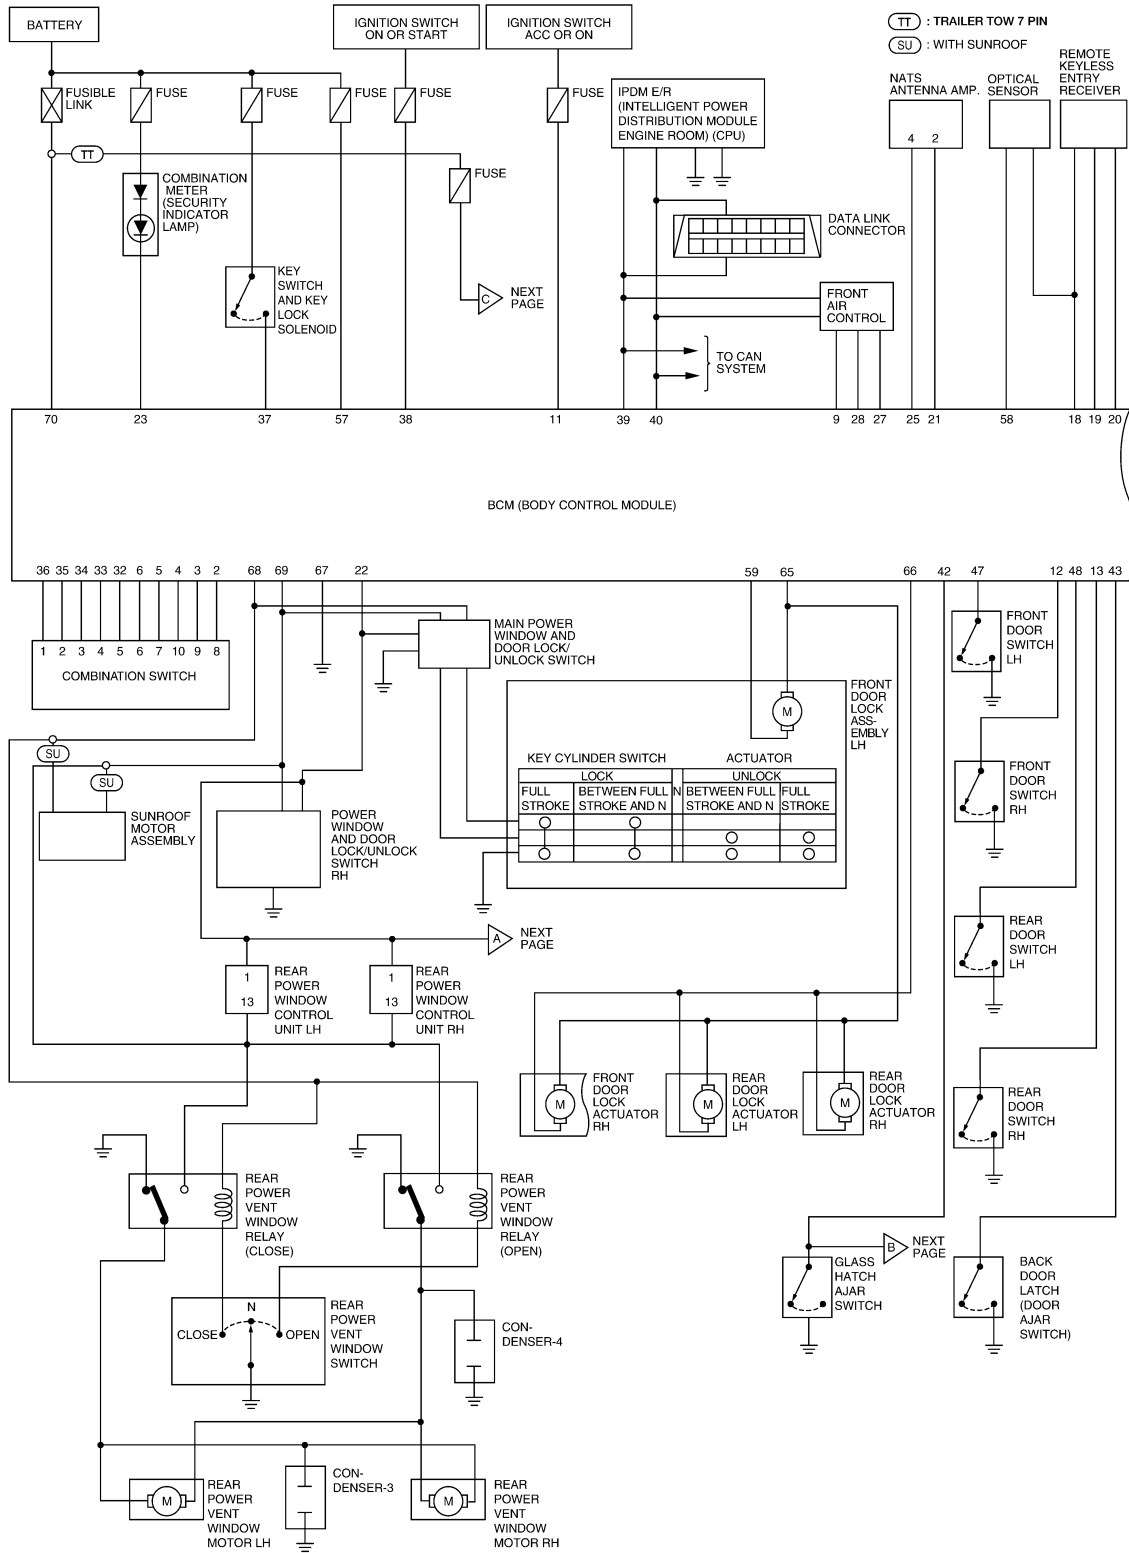 BATTERY
IGNITION SWITCH
ON OR START
IGNITION SWITCH
ACC OR ON
TT : TRAILER TOW 7 PIN
SU : WITH SUNROOF
FUSIBLE
LINK
FUSE
FUSE
FUSE
FUSE
FUSE
IPDM E/R
(INTELLIGENT POWER
DISTRIBUTION MODULE
ENGINE ROOM) (CPU)
NATS
ANTENNA AMP.
4 2
OPTICAL
SENSOR
REMOTE
KEYLESS
ENTRY
RECEIVER
TT
FUSE
COMBINATION
METER
(SECURITY
INDICATOR
LAMP)
DATA LINK
CONNECTOR
KEY
SWITCH
AND KEY
LOCK
SOLENOID
C
NEXT
PAGE
FRONT
AIR
CONTROL
TO CAN
SYSTEM
70 23 37 57 38 11 39 40 9 28 27 25 21 58 18 19 20
BCM (BODY CONTROL MODULE)
36 35 34 33 32 6 5 4 3 2 68 69 67 22 59 65 66 42 47 12 48 13 43
1 2 3 4 5 6 7 10 9 8
COMBINATION SWITCH
MAIN POWER
WINDOW AND
DOOR LOCK/
UNLOCK SWITCH
FRONT
DOOR
SWITCH
LH
M
FRONT
DOOR
LOCK
ASS-
EMBLY
LH
SU
SU
SUNROOF
MOTOR
ASSEMBLY
POWER
WINDOW
AND DOOR
LOCK/UNLOCK
SWITCH
RH
KEY CYLINDER SWITCH ACTUATOR
LOCK UNLOCK
FULL
STROKE
BETWEEN FULL
STROKE AND N
N
BETWEEN FULL
STROKE AND N
FULL
STROKE
FRONT
DOOR
SWITCH
RH
A
NEXT
PAGE
REAR
DOOR
SWITCH
LH
1
13
REAR
POWER
WINDOW
CONTROL
UNIT LH
1
13
REAR
POWER
WINDOW
CONTROL
UNIT RH
M
FRONT
DOOR
LOCK
ACTUATOR
RH
M
REAR
DOOR
LOCK
ACTUATOR
LH
M
REAR
DOOR
LOCK
ACTUATOR
RH
REAR
DOOR
SWITCH
RH
REAR
POWER
VENT
WINDOW
RELAY
(CLOSE)
REAR
POWER
VENT
WINDOW
RELAY
(OPEN)
B
NEXT
PAGE
GLASS
HATCH
AJAR
SWITCH
BACK
DOOR
LATCH
(DOOR
AJAR
SWITCH)
N
CLOSE OPEN
REAR
POWER
VENT
WINDOW
SWITCH
CON-
DENSER-4
M
REAR
POWER
VENT
WINDOW
MOTOR LH
CON-
DENSER-3
M
REAR
POWER
VENT
WINDOW
MOTOR RH